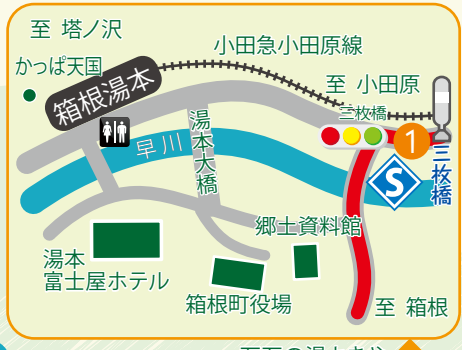 至 塔ノ沢
小田急小田原線
かっぱ天国
箱根湯本
至 小田原
三枚橋
湯本大橋
早川
1
三枚橋
S
郷土資料館
湯本
富士屋ホテル
箱根町役場
至 箱根